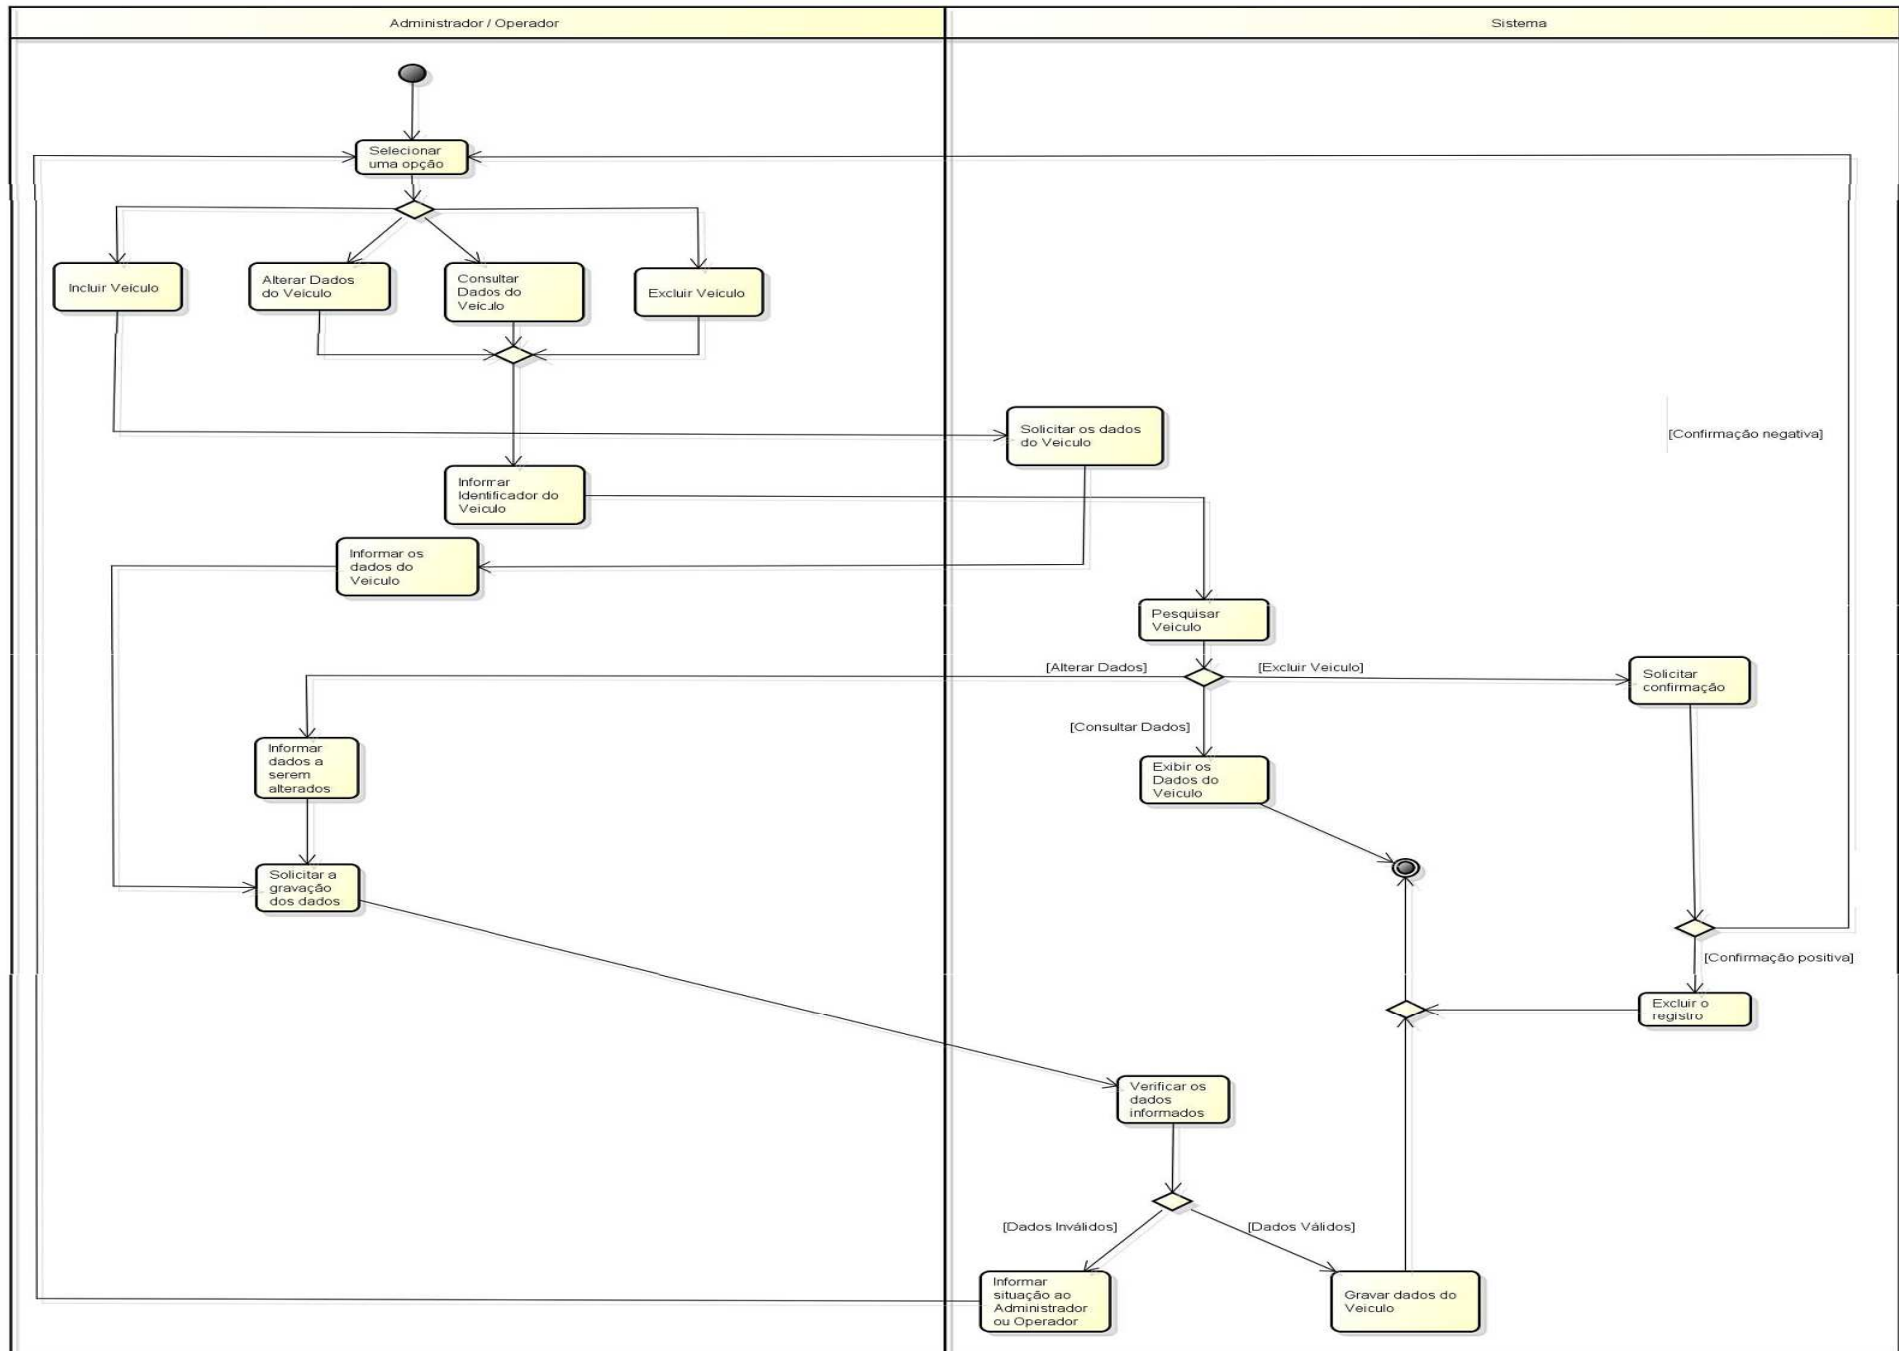 Administrador / Operador
Sistema
Selecionar
uma opção
Incluir Veículo
Alterar Dados
do Veiculo
Consultar
Dados do
Veículo
Excluir Veiculo
Solicitar os dados
do Veiculo
[Confirmação negativa]
Informar
Identificador do
Veiculo
Informar os
dados do
Veiculo
Pesquisar
Veiculo
[Alterar Dados]
[Excluir Veiculo]
Solicitar
confirmação
[Consultar Dados]
Informar
dados a
serem
alterados
Exibir os
Dados do
Veiculo
Solicitar a
gravação
dos dados
[Confirmação positiva]
Excluir o
registro
Verificar os
dados
informados
[Dados Inválidos]
[Dados Válidos]
Informar
situação ao
Administrador
ou Operador
Gravar dados do
Veiculo